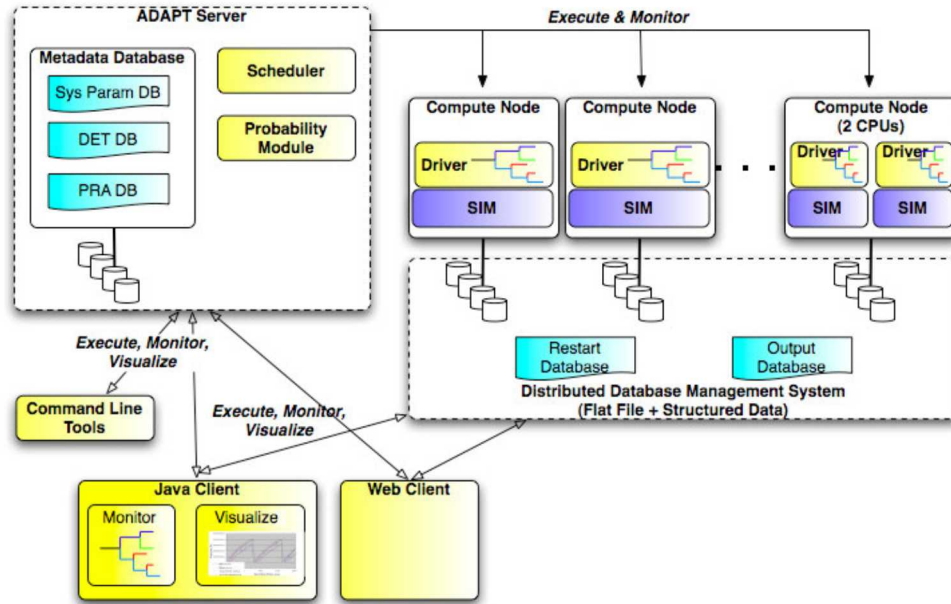 ADAPT Server
Execute & Monitor
Metadata Database
Sys Param DB
DET DB
PRA DB
Scheduler
Probability
Module
Compute Node
Driver
SIM
Compute Node
Driver
SIM
. . .
Compute Node
(2 CPUs)
Driver
Driver
SIM
SIM
Execute, Monitor,
Visualize
Restart
Database
Output
Database
Distributed Database Management System
(Flat File + Structured Data)
Command Line
Tools
Execute, Monitor,
Visualize
Java Client
Monitor
Visualize
Web Client